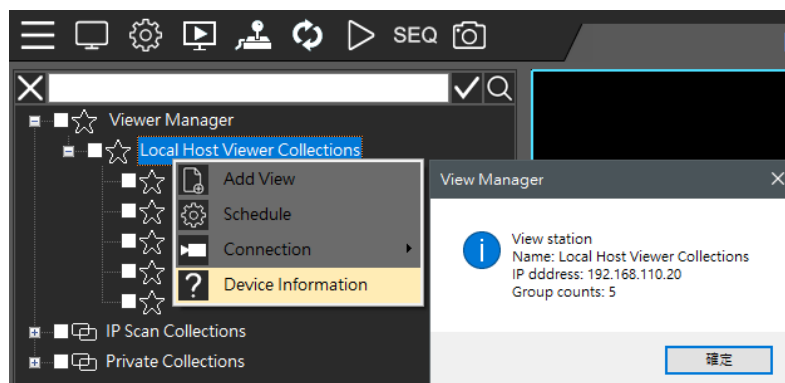 SEQ
Viewer Manager
Local Host Viewer Collections
Add View
Schedule
Connection
Device Information
IP Scan Collections
Private Collections
View Manager
View station
Name: Local Host Viewer Collections
IP dddress: 192.168.110.20
Group counts: 5
確定